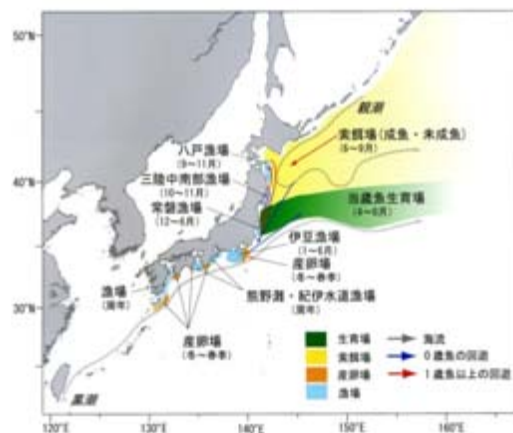 50°N
40°N
30°N
120°E
130°E
140°E
150°E
160°E
親潮
索餌場(成魚・未成魚)
(6~9月)
八戸漁場
(9~11月)
三陸中南部漁場
(10~11月)
常磐漁場
(12~6月)
当歳魚生育場
伊豆漁場
(1~6月)
産卵場
(冬~春季)
熊野灘・紀伊水道漁場
(周年)
漁場
(周年)
産卵場
(冬~春季)
黒潮
生育場
索餌場
産卵場
漁場
海流
0歳魚の回遊
1歳魚以上の回遊